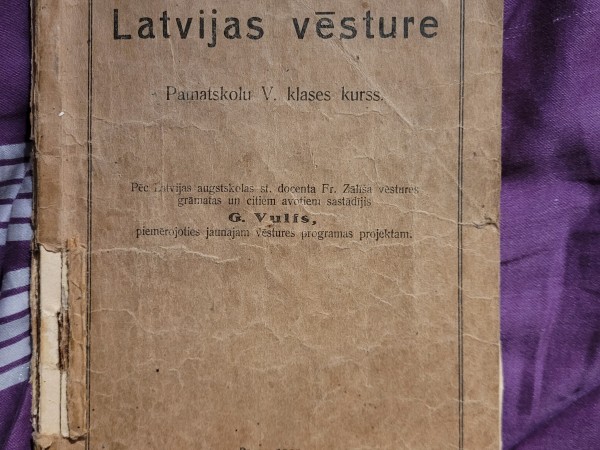 Latvijas vēsture
Pamatskolu V. klases kurss.
Pēc Latvijas augstskolas st. docenta Fr. Zālīša vēstures
grāmatas un citiem avotiem sastādījis
G. Vulfs,
piemērojoties jaunajam vēstures programas projektam.